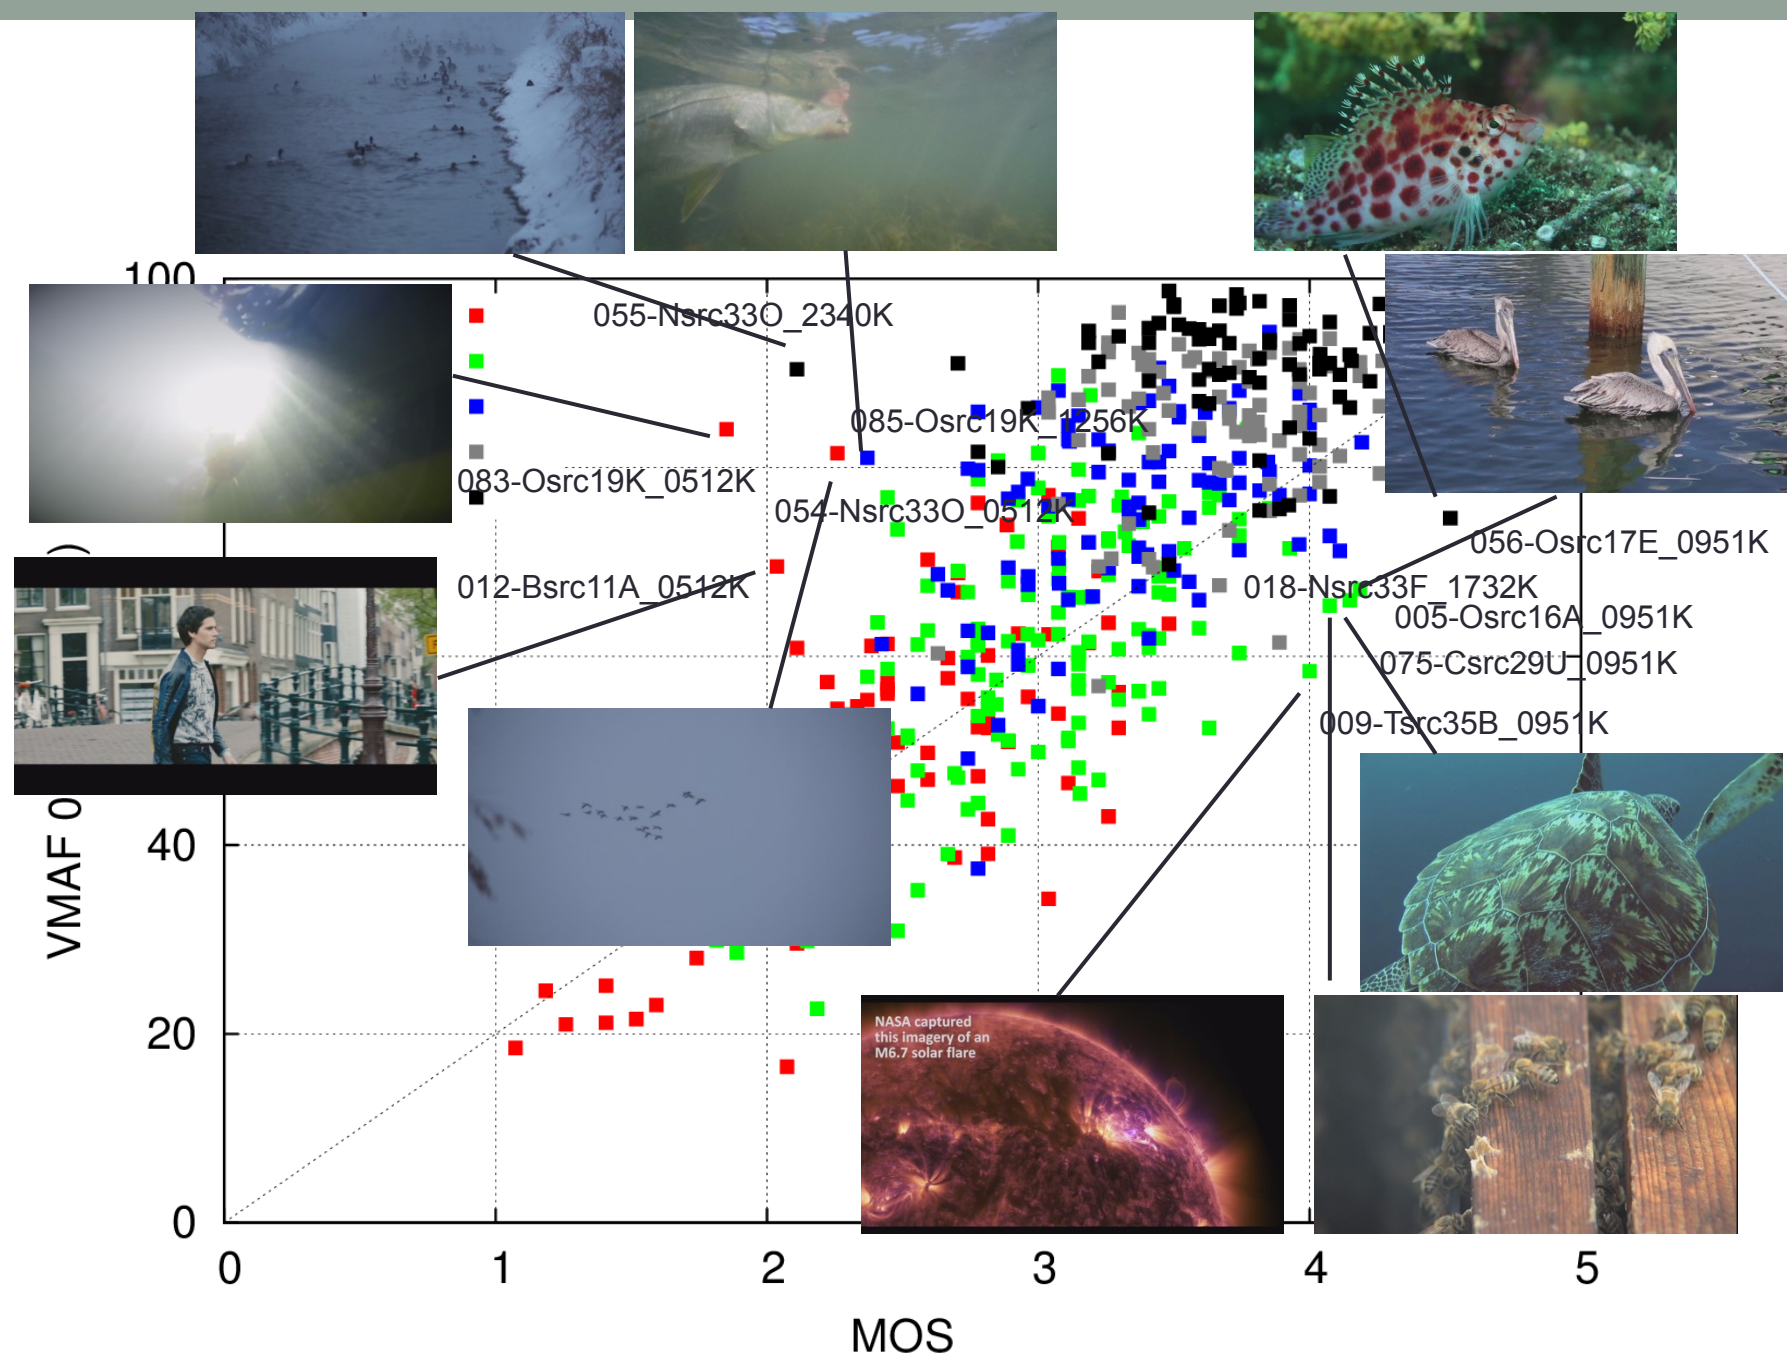 100
055-Nsrc33O_2340K
085-Osrc19K_1256K
083-Osrc19K_0512K
054-Nsrc33O_0512K
056-Osrc17E_0951K
012-Bsrc11A_0512K
018-Nsrc33F_1732K
005-Osrc16A_0951K
075-Csrc29U_0951K
009-Tsrc35B_0951K
VMAF 0
)
40
20
0
NASA captured
this imagery of an
M6.7 solar flare
0 1 2 3 4 5
MOS